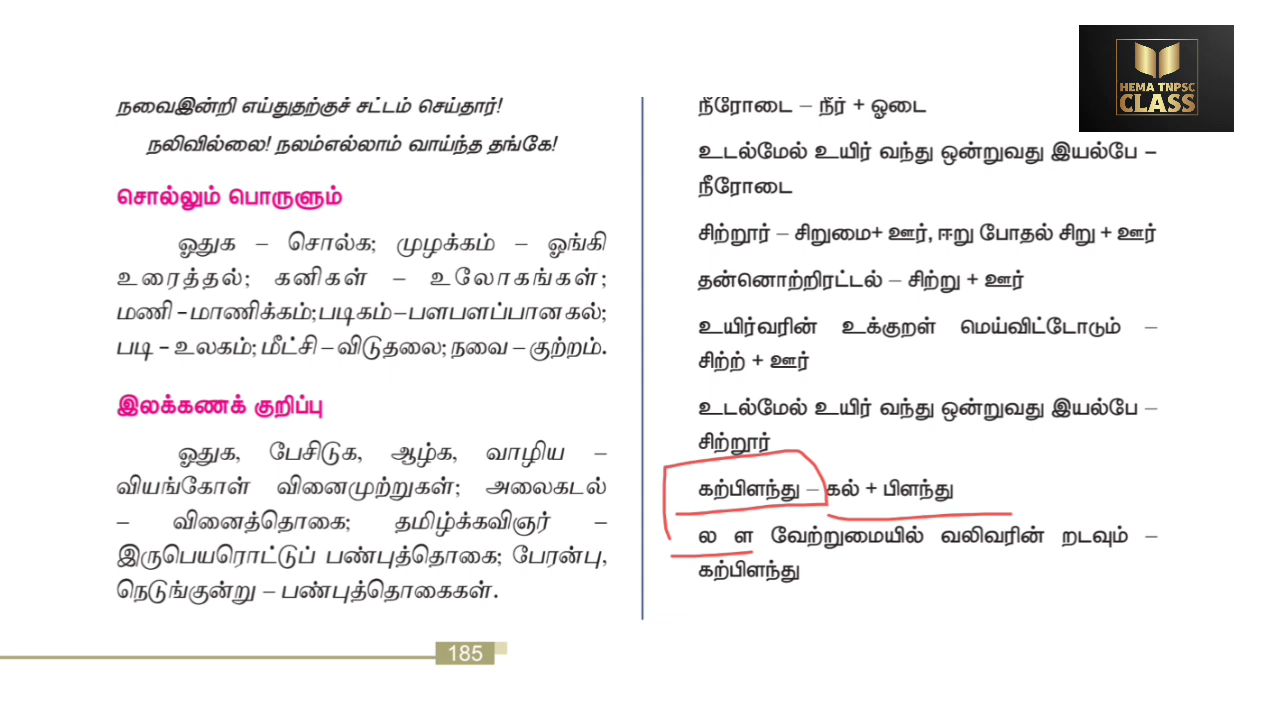 HEMA TNPSC
CLASS
நவைஇன்றி எய்துதற்குச் சட்டம் செய்தார்!
நலிவில்லை! நலம்எல்லாம் வாய்ந்த தங்கே!
சொல்லும் பொருளும்
ஓதுக – சொல்க; முழக்கம் – ஓங்கி
உரைத்தல்; கனிகள் – உலோகங்கள்;
மணி – மாணிக்கம்; படிகம் – பளபளப்பான கல்;
படி – உலகம்; மீட்சி – விடுதலை; நவை – குற்றம்.
இலக்கணக் குறிப்பு
ஓதுக, பேசிடுக, ஆழ்க, வாழிய –
வியங்கோள் வினைமுற்றுகள்; அலைகடல்
– வினைத்தொகை; தமிழ்க்கவிஞர் –
இருபெயரொட்டுப் பண்புத்தொகை; பேரன்பு,
நெடுங்குன்று – பண்புத்தொகைகள்.
நீரோடை – நீர் + ஓடை
உடல்மேல் உயிர் வந்து ஒன்றுவது இயல்பே –
நீரோடை
சிற்றூர் – சிறுமை+ ஊர், ஈறு போதல் சிறு + ஊர்
தன்னொற்றிரட்டல் – சிற்று + ஊர்
உயிர்வரின் உக்குறள் மெய்விட்டோடும் –
சிற்ற் + ஊர்
உடல்மேல் உயிர் வந்து ஒன்றுவது இயல்பே –
சிற்றூர்
கற்பிளந்து – கல் + பிளந்து
ல ள வேற்றுமையில் வலிவரின் றடவும் –
கற்பிளந்து
185